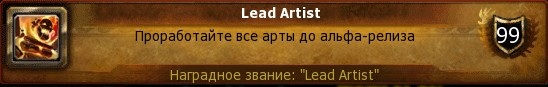 Lead Artist
Проработайте все арты до альфа-релиза
99
Наградное звание: "Lead Artist"